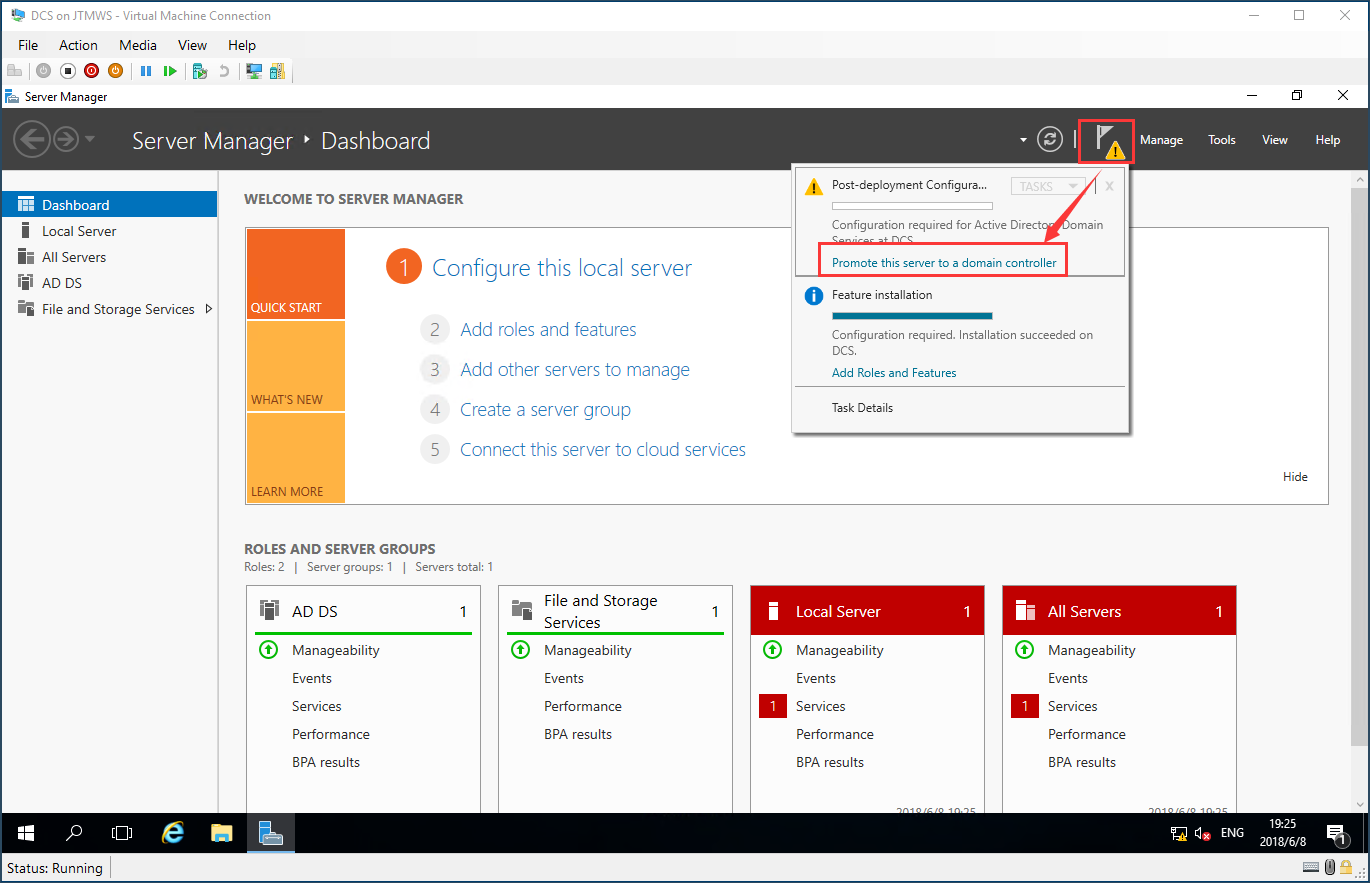 DCS on JTMWS - Virtual Machine Connection
File Action Media View Help
Server Manager
Server Manager ‣ Dashboard
Manage Tools View Help
Dashboard
Local Server
All Servers
AD DS
File and Storage Services
WELCOME TO SERVER MANAGER
QUICK START
WHAT'S NEW
LEARN MORE
1 Configure this local server
2 Add roles and features
3 Add other servers to manage
4 Create a server group
5 Connect this server to cloud services
Hide
Post-deployment Configura... TASKS X
Configuration required for Active Directory Domain
Services at DCS
Promote this server to a domain controller
Feature installation
Configuration required. Installation succeeded on
DCS.
Add Roles and Features
Task Details
ROLES AND SERVER GROUPS
Roles: 2 | Server groups: 1 | Servers total: 1
AD DS 1
Manageability
Events
Services
Performance
BPA results
File and Storage
Services 1
Manageability
Events
Performance
BPA results
Local Server 1
Manageability
Events
1 Services
Performance
BPA results
2018/6/8 19:25
All Servers 1
Manageability
Events
1 Services
Performance
BPA results
2018/6/8 19:25
ENG
19:25
2018/6/8
1
Status: Running